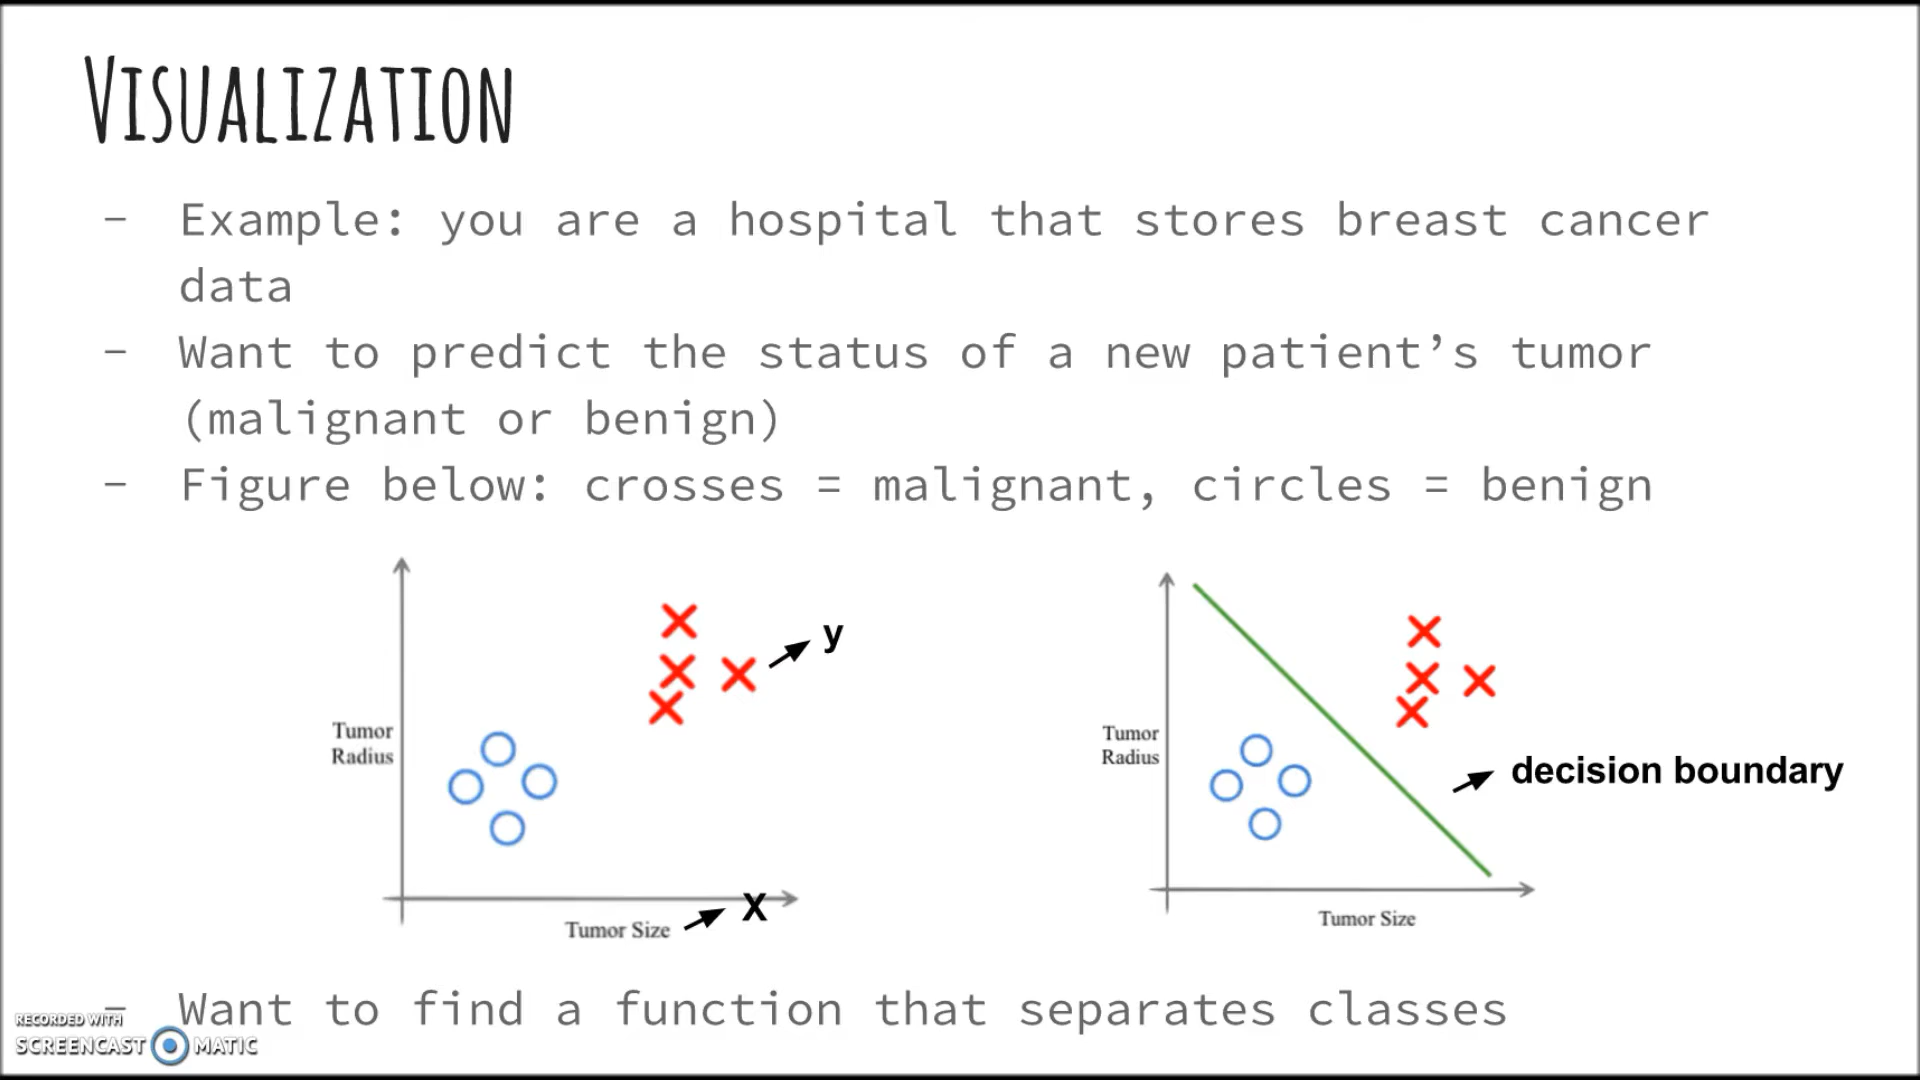 VISUALIZATION
- Example: you are a hospital that stores breast cancer
data
- Want to predict the status of a new patient’s tumor
(malignant or benign)
- Figure below: crosses = malignant, circles = benign
y
Tumor
Radius
X
Tumor Size
Tumor
Radius
decision boundary
Tumor Size
- Want to find a function that separates classes
RECORDED WITH
SCREENCAST MATIC